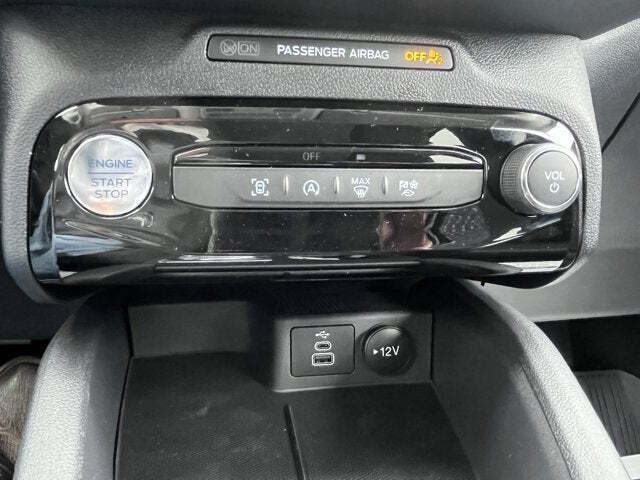 ON PASSENGER AIRBAG OFF
ENGINE
START
STOP
OFF
A
MAX
VOL
12V